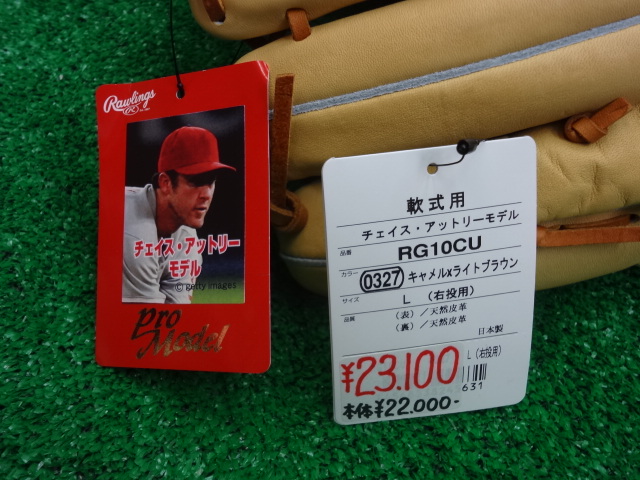 Rawlings
チェイス・アットリー
モデル
© getty images
Pro
Model
軟式用
チェイス・アットリーモデル
品番
RG10CU
カラー
0327 キャメル×ライトブラウン
サイズ
L (右投用)
品質
(表)/天然皮革
(裏)/天然皮革
日本製
¥23.100
L (右投用)
631
本体¥22.000-